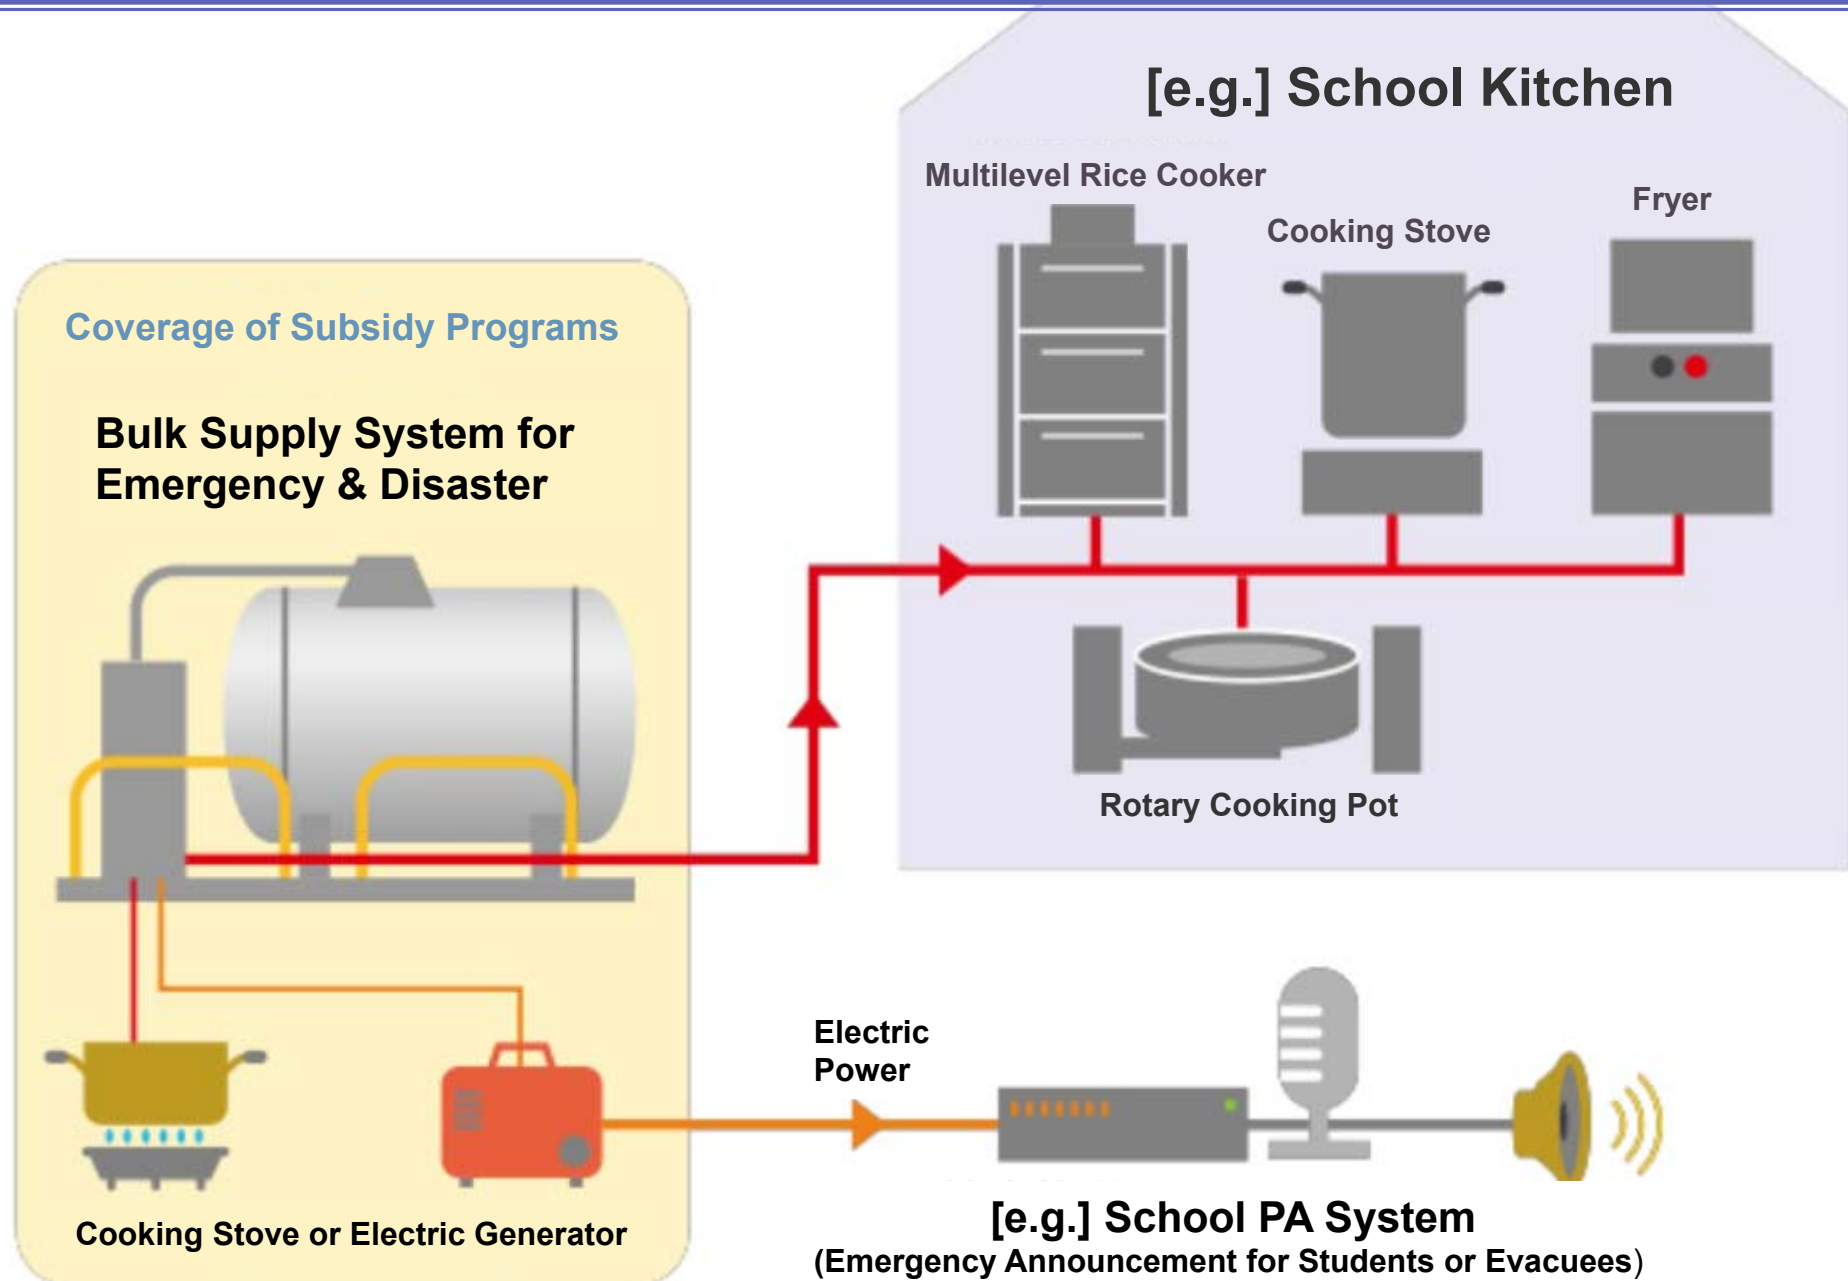 [e.g.] School Kitchen
Multilevel Rice Cooker
Cooking Stove
Fryer
Rotary Cooking Pot
Coverage of Subsidy Programs
Bulk Supply System for
Emergency & Disaster
Cooking Stove or Electric Generator
Electric
Power
[e.g.] School PA System
(Emergency Announcement for Students or Evacuees)